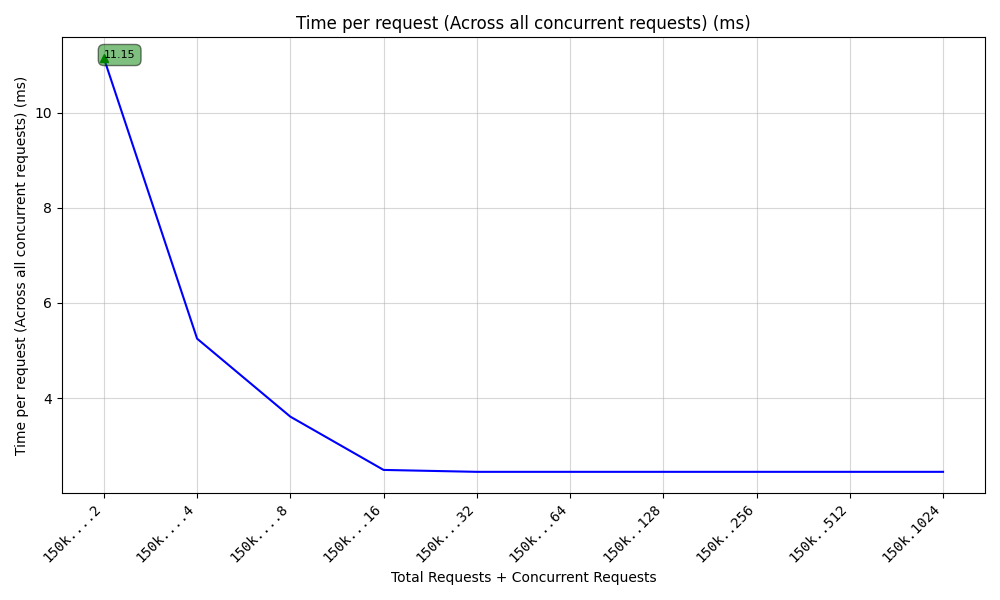 Time per request (Across all concurrent requests) (ms)
11.15
Time per request (Across all concurrent requests) (ms)
10
8
6
4
150k....2
150k....4
150k....8
150k...16
150k...32
150k...64
150k..128
150k..256
150k..512
150k.1024
Total Requests + Concurrent Requests